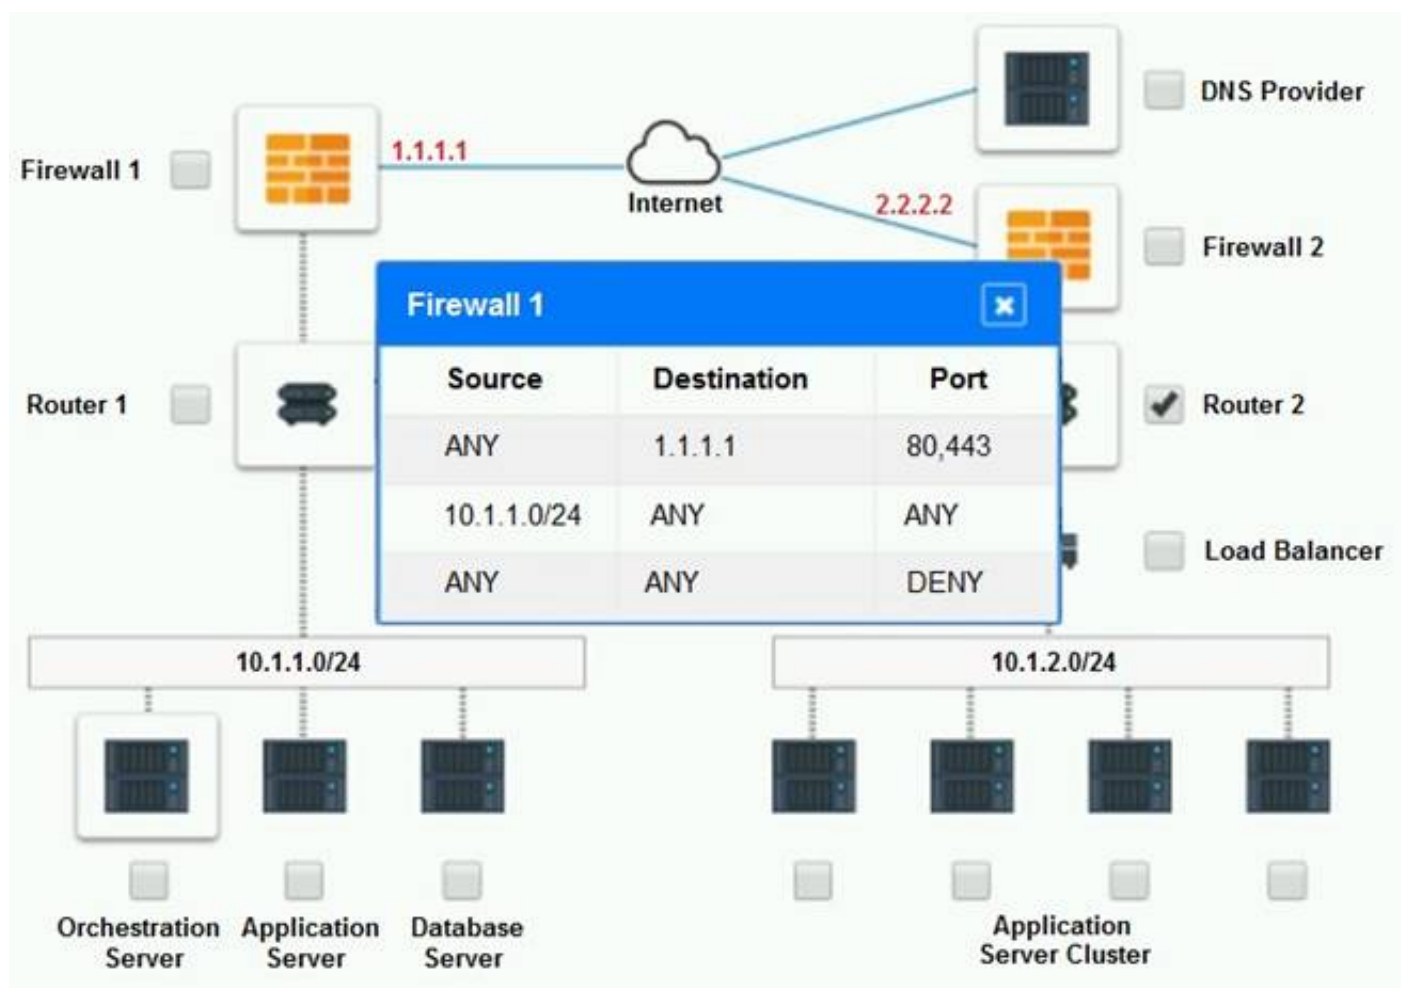 DNS Provider
Firewall 1
1.1.1.1
Internet
2.2.2.2
Firewall 2
Firewall 1
Source Destination Port
ANY 1.1.1.1 80,443
10.1.1.0/24 ANY ANY
ANY ANY DENY
Router 1
Router 2
Load Balancer
10.1.1.0/24
10.1.2.0/24
Orchestration
Server
Application
Server
Database
Server
Application
Server Cluster